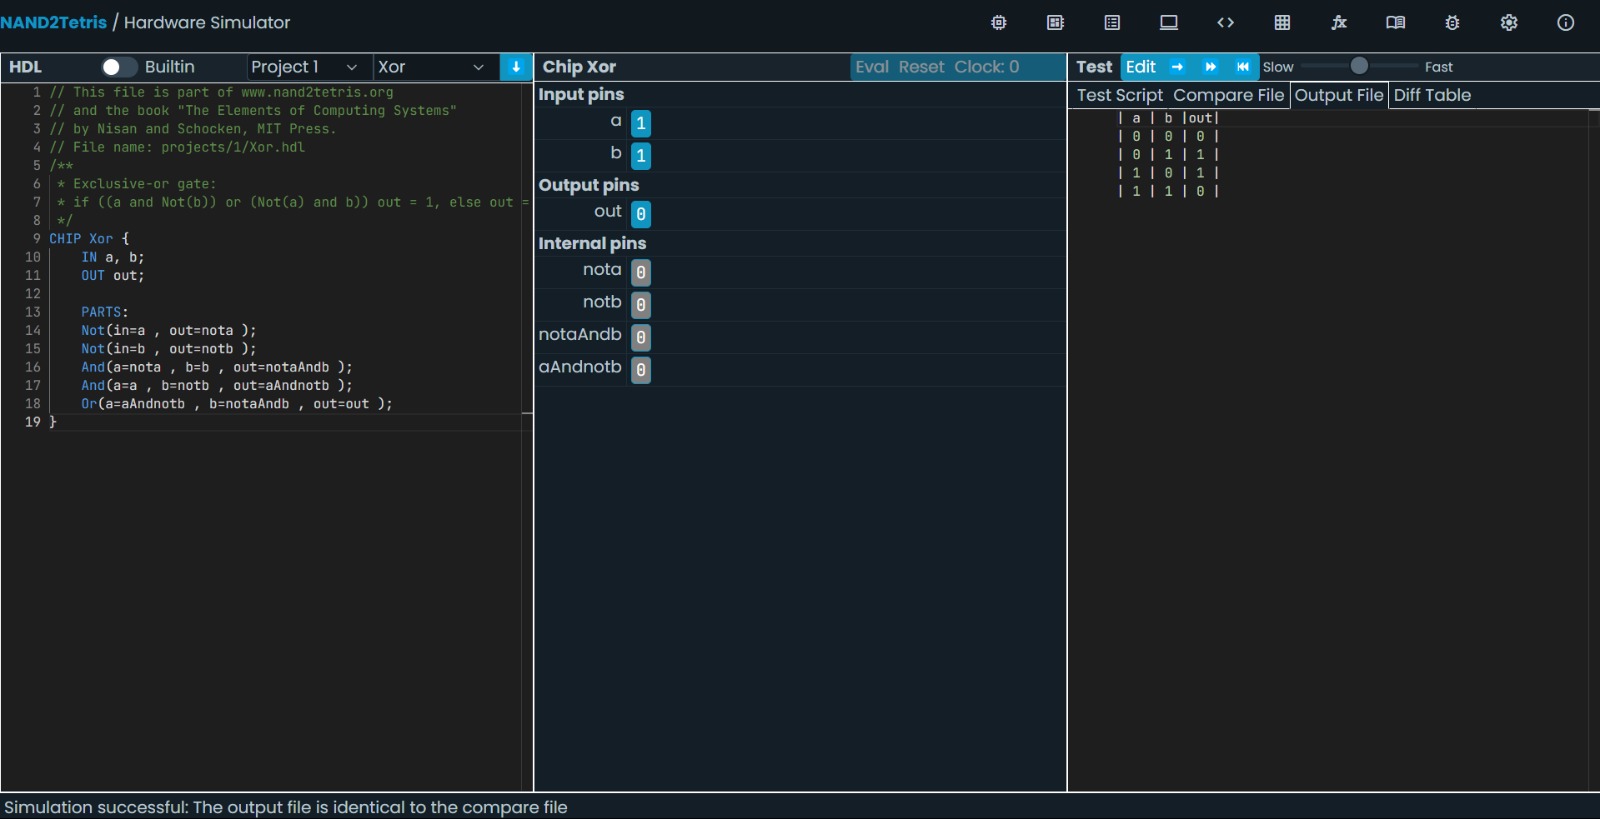 NAND2Tetris / Hardware Simulator
HDL Builtin Project 1 Xor
1 // This file is part of www.nand2tetris.org
2 // and the book "The Elements of Computing Systems"
3 // by Nisan and Schocken, MIT Press.
4 // File name: projects/1/Xor.hdl
5 /**
6 * Exclusive-or gate:
7 * if ((a and Not(b)) or (Not(a) and b)) out = 1, else out =
8 */
9 CHIP Xor {
10 IN a, b;
11 OUT out;
12
13 PARTS:
14 Not(in=a , out=nota );
15 Not(in=b , out=notb );
16 And(a=nota , b=b , out=notaAndb );
17 And(a=a , b=notb , out=aAndnotb );
18 Or(a=aAndnotb , b=notaAndb , out=out );
19 }
Chip Xor Eval Reset Clock: 0
Input pins
a 1
b 1
Output pins
out 0
Internal pins
nota 0
notb 0
notaAndb 0
aAndnotb 0
Test Edit Slow Fast
Test Script Compare File Output File Diff Table
| a | b |out|
| 0 | 0 | 0 |
| 0 | 1 | 1 |
| 1 | 0 | 1 |
| 1 | 1 | 0 |
Simulation successful: The output file is identical to the compare file